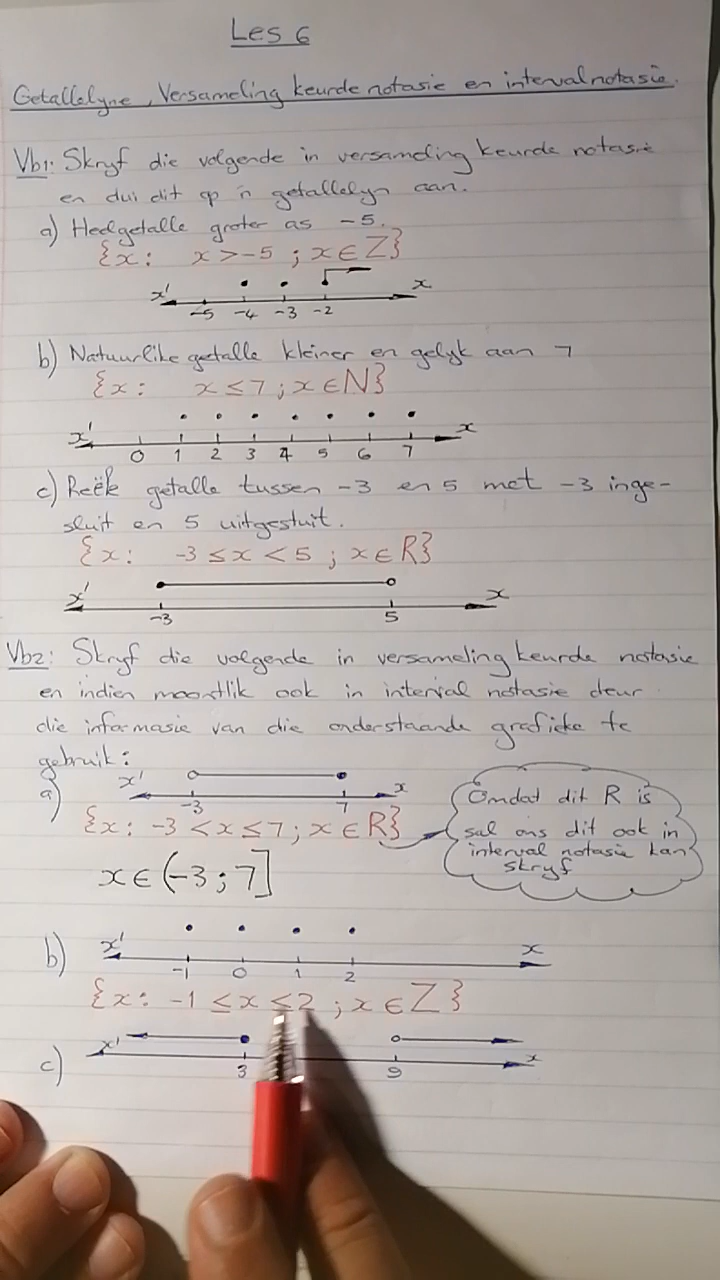 Les 6
Getallelyne, Versameling keurde notasie en intervalnotasie.
Vb1: Skryf die volgende in versameling keurde notasie
en dui dit op 'n getallelyn aan.
a) Heelgetalle groter as -5.
{x: x > -5 ; x ∈ Z}
x' x
-5 -4 -3 -2
b) Natuurlike getalle kleiner en gelyk aan 7
{x: x ≤ 7 ; x ∈ N}
x' x
0 1 2 3 4 5 6 7
c) Reële getalle tussen -3 en 5 met -3 inge-
sluit en 5 uitgesluit.
{x: -3 ≤ x < 5 ; x ∈ R}
x' x
-3 5
Vb2: Skryf die volgende in versameling keurde notasie
en indien moontlik ook in interval notasie deur
die informasie van die onderstaande grafieke te
gebruik:
a) x' x
-3 7
{x: -3 < x ≤ 7 ; x ∈ R}
x ∈ (-3 ; 7]
Omdat dit R is
sal ons dit ook in
interval notasie kan
skryf
b) x' x
-1 0 1 2
{x: -1 ≤ x ≤ 2 ; x ∈ Z}
c) x' x
3 9